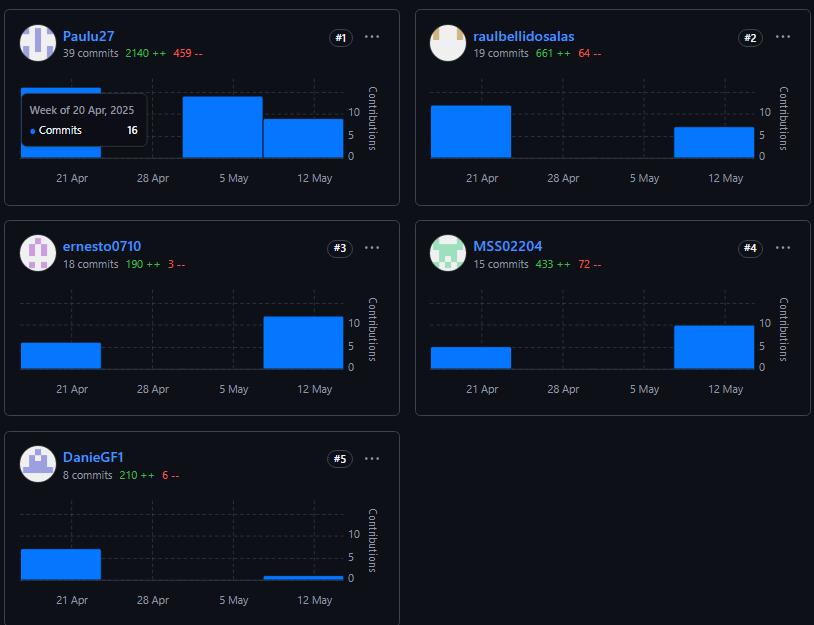 Paulu27 #1 ...
39 commits 2140 ++ 459 --
Week of 20 Apr, 2025
Commits 16
10
5
0
Contributions
21 Apr 28 Apr 5 May 12 May
raulbellidosalas #2 ...
19 commits 661 ++ 64 --
10
5
0
Contributions
21 Apr 28 Apr 5 May 12 May
ernesto0710 #3 ...
18 commits 190 ++ 3 --
10
5
0
Contributions
21 Apr 28 Apr 5 May 12 May
MSS02204 #4 ...
15 commits 433 ++ 72 --
10
5
0
Contributions
21 Apr 28 Apr 5 May 12 May
DanieGF1 #5 ...
8 commits 210 ++ 6 --
10
5
0
Contributions
21 Apr 28 Apr 5 May 12 May